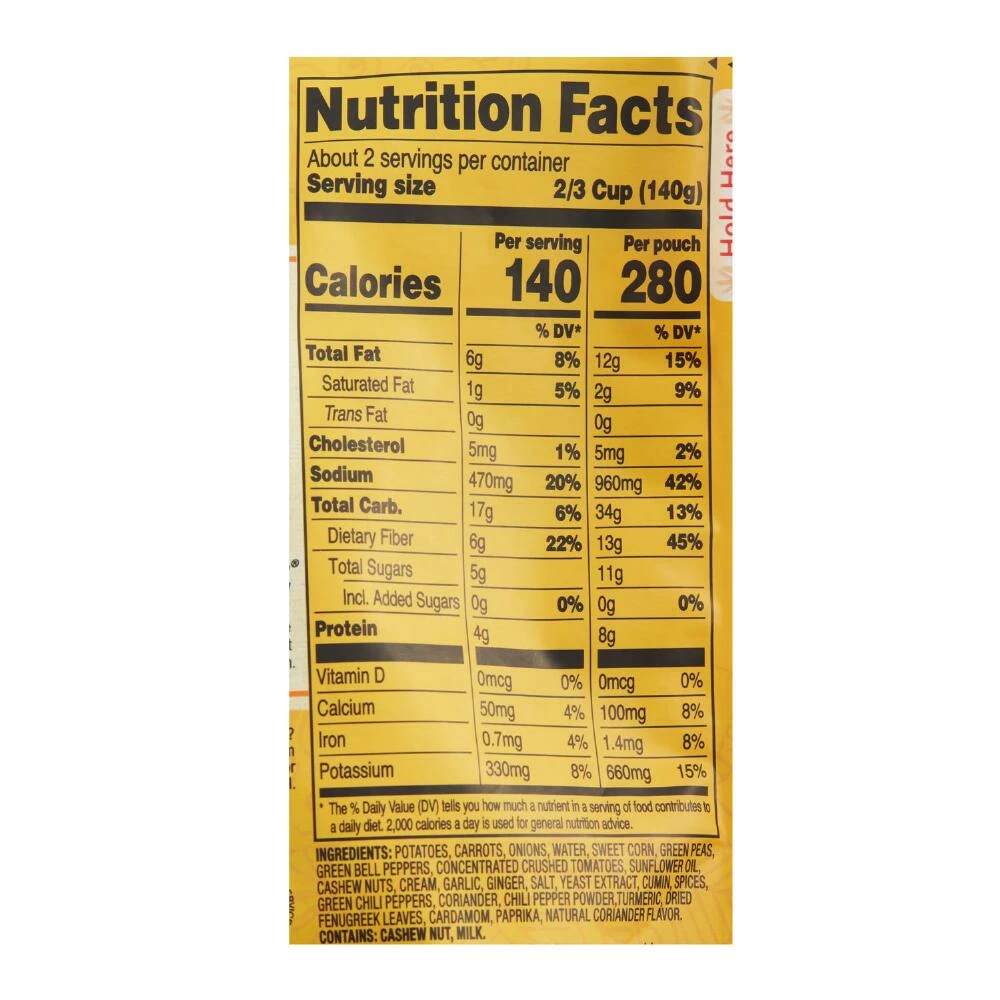 Nutrition Facts
About 2 servings per container
Serving size 2/3 Cup (140g)
Per serving Per pouch
Calories 140 280
% DV* % DV*
Total Fat 6g 8% 12g 15%
Saturated Fat 1g 5% 2g 9%
Trans Fat 0g 0g
Cholesterol 5mg 1% 5mg 2%
Sodium 470mg 20% 960mg 42%
Total Carb. 17g 6% 34g 13%
Dietary Fiber 6g 22% 13g 45%
Total Sugars 5g 11g
Incl. Added Sugars 0g 0% 0g 0%
Protein 4g 8g
Vitamin D 0mcg 0% 0mcg 0%
Calcium 50mg 4% 100mg 8%
Iron 0.7mg 4% 1.4mg 8%
Potassium 330mg 8% 660mg 15%
* The % Daily Value (DV) tells you how much a nutrient in a serving of food contributes to
a daily diet. 2,000 calories a day is used for general nutrition advice.
INGREDIENTS: POTATOES, CARROTS, ONIONS, WATER, SWEET CORN, GREEN PEAS,
GREEN BELL PEPPERS, CONCENTRATED CRUSHED TOMATOES, SUNFLOWER OIL,
CASHEW NUTS, CREAM, GARLIC, GINGER, SALT, YEAST EXTRACT, CUMIN, SPICES,
GREEN CHILI PEPPERS, CORIANDER, CHILI PEPPER POWDER,TURMERIC, DRIED
FENUGREEK LEAVES, CARDAMOM, PAPRIKA, NATURAL CORIANDER FLAVOR.
CONTAINS: CASHEW NUT, MILK.
Hold Here